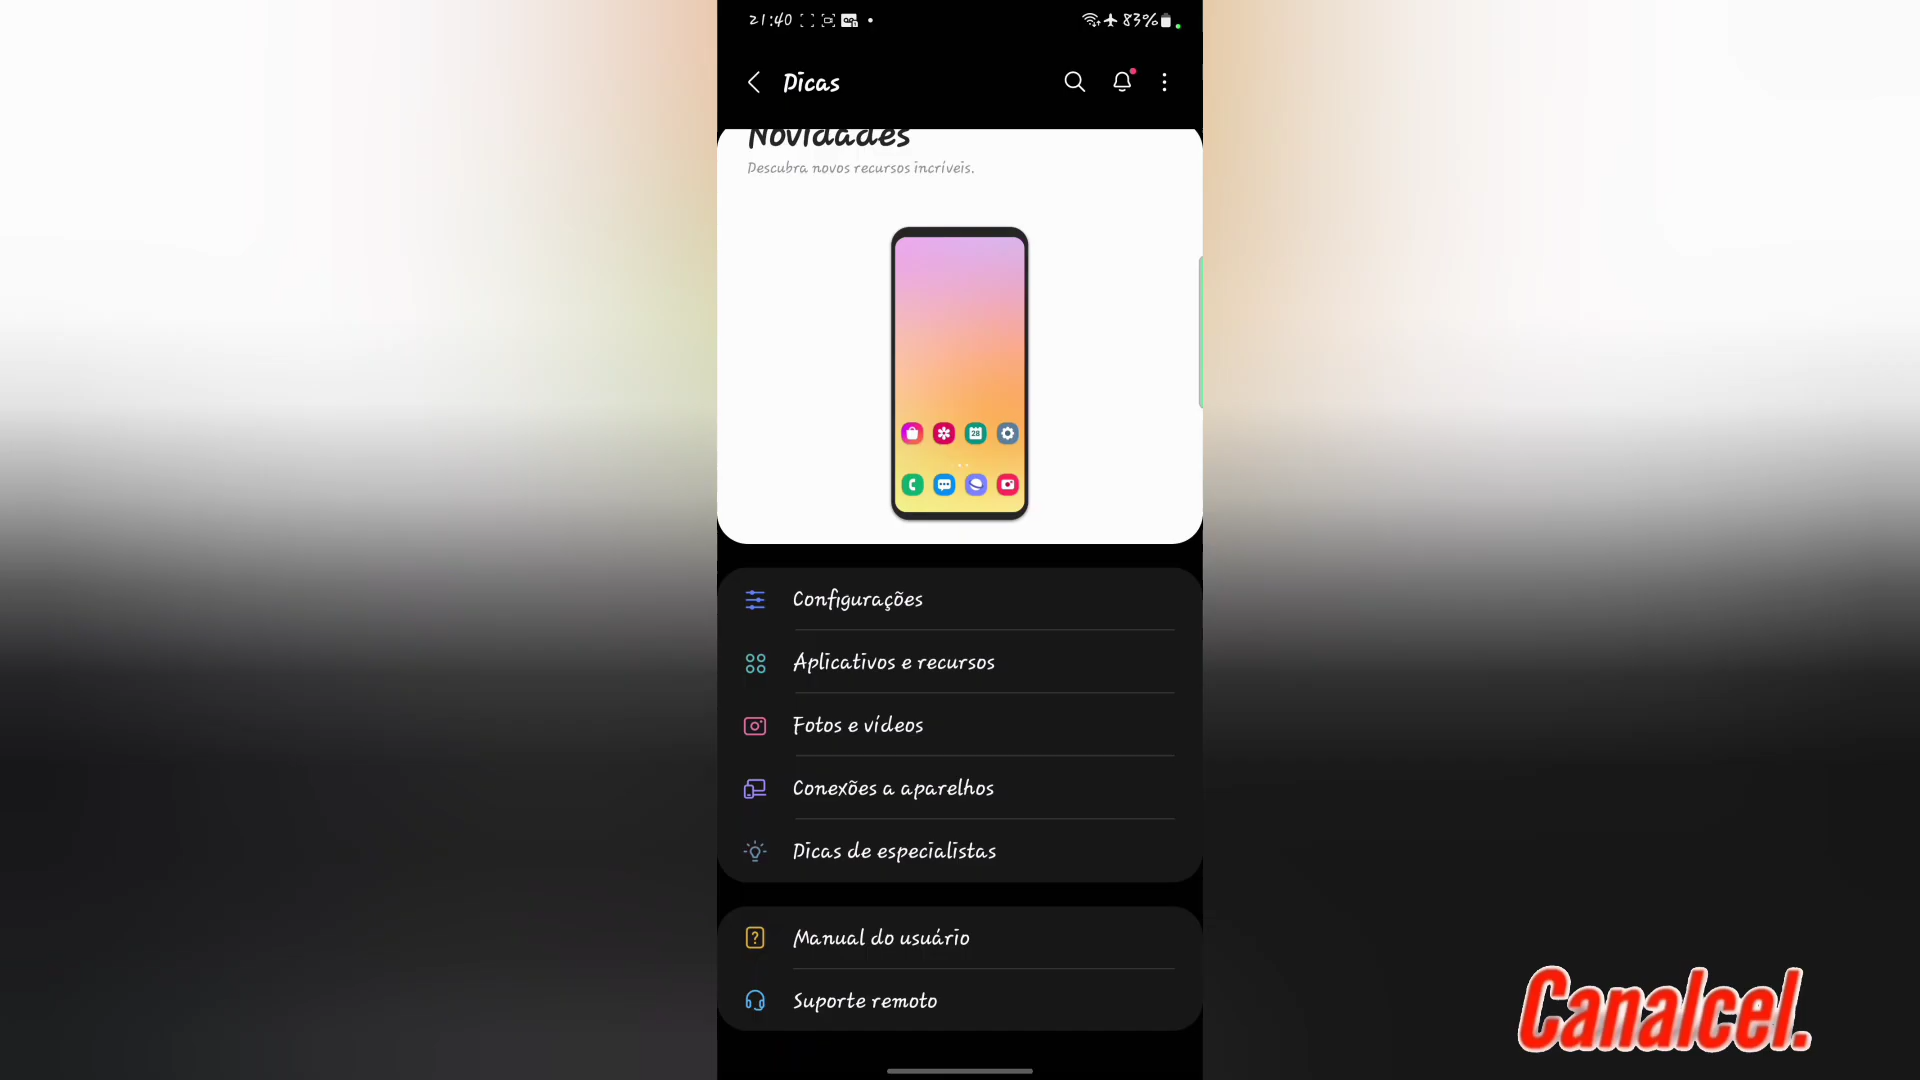 21:40
83%
Dicas
Novidades
Descubra novos recursos incríveis.
28
Configurações
Aplicativos e recursos
Fotos e vídeos
Conexões a aparelhos
Dicas de especialistas
Manual do usuário
Suporte remoto
Canalcel.